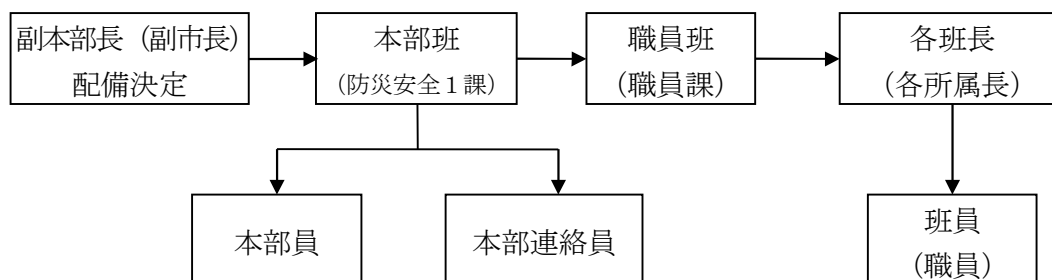 副本部長（副市長）
配備決定
本部班
（防災安全１課）
職員班
（職員課）
各班長
（各所属長）
本部員
本部連絡員
班員
（職員）